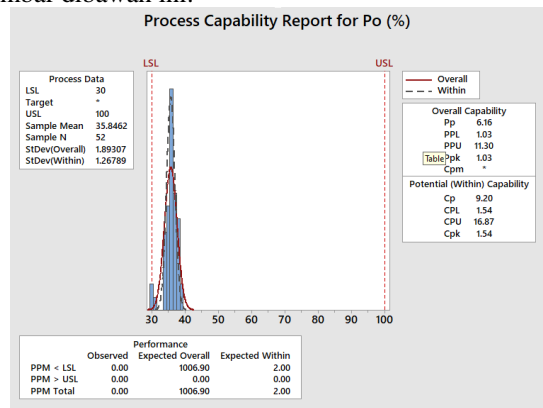 mbar dibawah ini.
Process Capability Report for Po (%)
LSL USL
Process Data
LSL 30
Target *
USL 100
Sample Mean 35.8462
Sample N 52
StDev(Overall) 1.89307
StDev(Within) 1.26789
Overall
Within
Overall Capability
Pp 6.16
PPL 1.03
PPU 11.30
Table Ppk 1.03
Cpm *
Potential (Within) Capability
Cp 9.20
CPL 1.54
CPU 16.87
Cpk 1.54
30 40 50 60 70 80 90 100
Performance
Observed Expected Overall Expected Within
PPM < LSL 0.00 1006.90 2.00
PPM > USL 0.00 0.00 0.00
PPM Total 0.00 1006.90 2.00